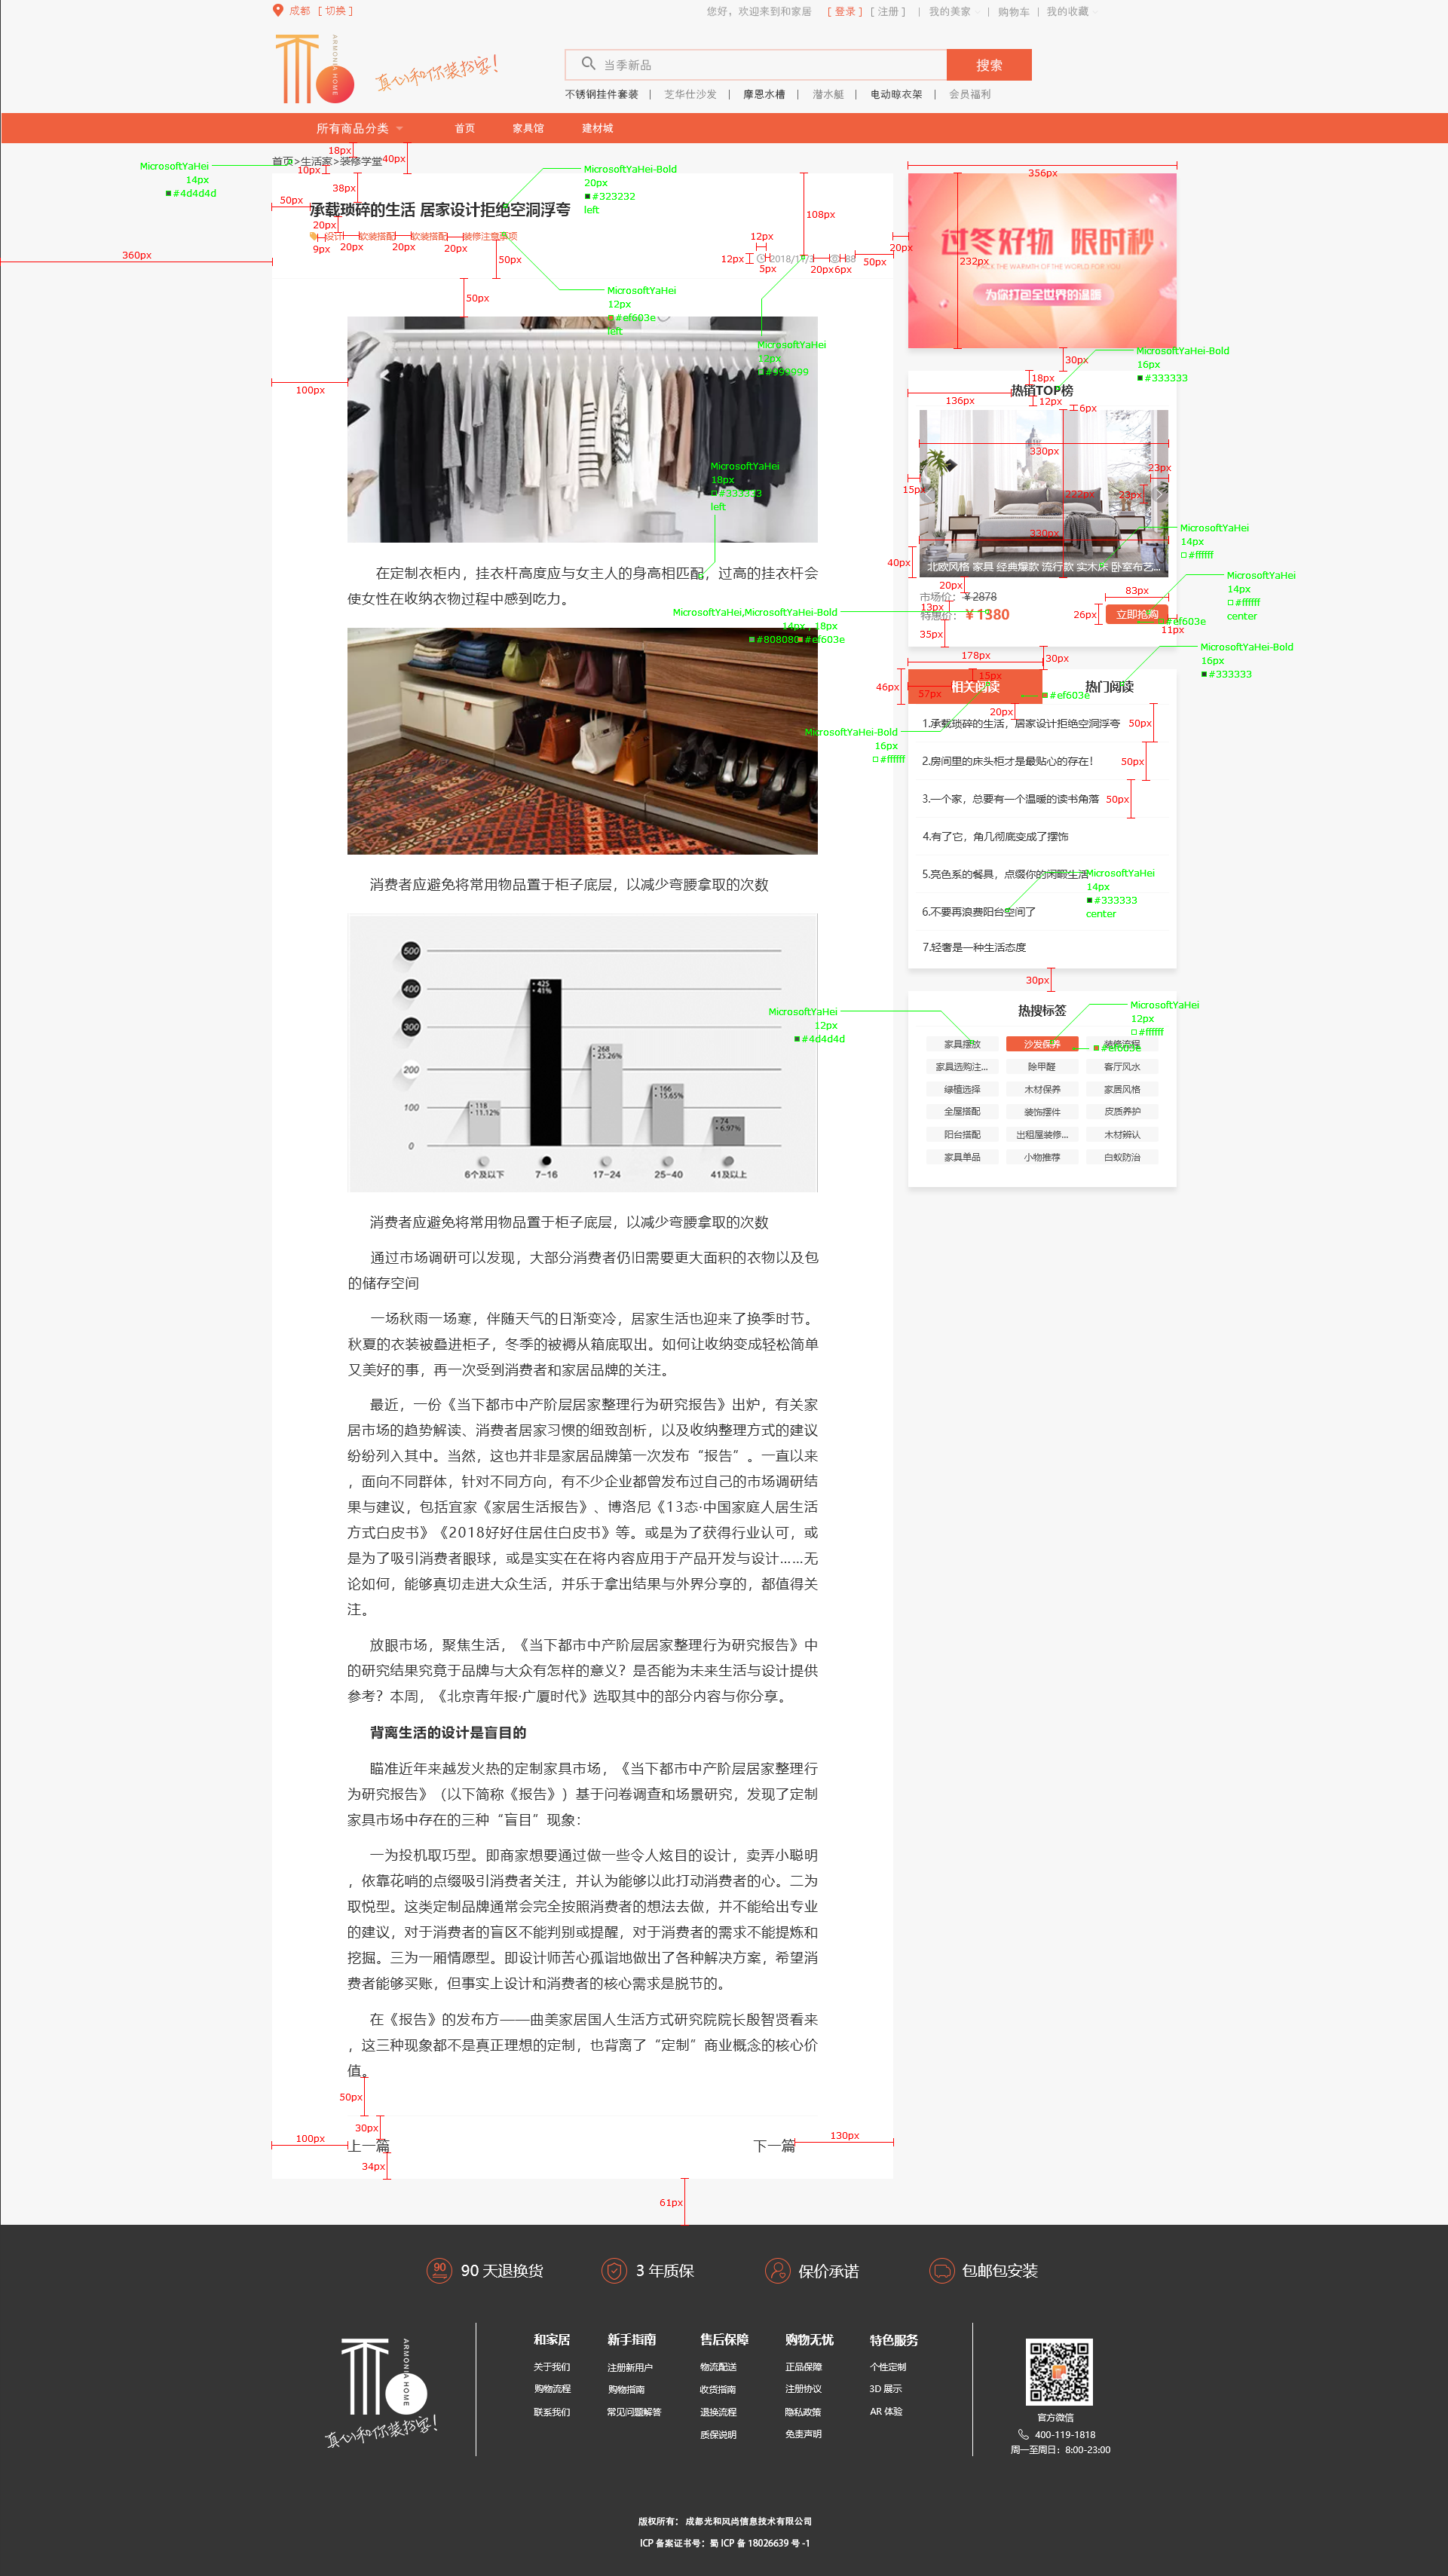 成都 [ 切换 ]
您好，欢迎来到和家居 [ 登录 ] [ 注册 ] | 我的美家 | 购物车 | 我的收藏
ARMONIA HOME
真心和你装扮家!
当季新品
搜索
不锈钢挂件套装 | 芝华仕沙发 | 摩恩水槽 | 潜水艇 | 电动晾衣架 | 会员福利
所有商品分类 首页 家具馆 建材城
首页>生活家>装修学堂
18px
40px
10px
MicrosoftYaHei
14px
#4d4d4d
38px
50px
承载琐碎的生活 居家设计拒绝空洞浮夸
MicrosoftYaHei-Bold
20px
#323232
left
20px
软装搭配 软装搭配 装修注意事项
9px
20px
20px
20px
50px
360px
108px
12px
12px
5px
20px
6px
50px
20px
50px
MicrosoftYaHei
12px
#ef603e
left
MicrosoftYaHei
12px
#999999
100px
MicrosoftYaHei
18px
#333333
left
在定制衣柜内，挂衣杆高度应与女主人的身高相匹配，过高的挂衣杆会
使女性在收纳衣物过程中感到吃力。
消费者应避免将常用物品置于柜子底层，以减少弯腰拿取的次数
500
400
300
200
100
0
118
11.12%
425
41%
268
25.26%
166
15.65%
74
6.97%
6个及以下 7-16 17-24 25-40 41及以上
消费者应避免将常用物品置于柜子底层，以减少弯腰拿取的次数
通过市场调研可以发现，大部分消费者仍旧需要更大面积的衣物以及包
的储存空间
一场秋雨一场寒，伴随天气的日渐变冷，居家生活也迎来了换季时节。
秋夏的衣装被叠进柜子，冬季的被褥从箱底取出。如何让收纳变成轻松简单
又美好的事，再一次受到消费者和家居品牌的关注。
最近，一份《当下都市中产阶层居家整理行为研究报告》出炉，有关家
居市场的趋势解读、消费者居家习惯的细致剖析，以及收纳整理方式的建议
纷纷列入其中。当然，这也并非是家居品牌第一次发布“报告”。一直以来
，面向不同群体，针对不同方向，有不少企业都曾发布过自己的市场调研结
果与建议，包括宜家《家居生活报告》、博洛尼《13态·中国家庭人居生活
方式白皮书》《2018好好住居住白皮书》等。或是为了获得行业认可，或
是为了吸引消费者眼球，或是实实在在将内容应用于产品开发与设计……无
论如何，能够真切走进大众生活，并乐于拿出结果与外界分享的，都值得关
注。
放眼市场，聚焦生活，《当下都市中产阶层居家整理行为研究报告》中
的研究结果究竟于品牌与大众有怎样的意义？是否能为未来生活与设计提供
参考？本周，《北京青年报·广厦时代》选取其中的部分内容与你分享。
背离生活的设计是盲目的
瞄准近年来越发火热的定制家具市场，《当下都市中产阶层居家整理行
为研究报告》（以下简称《报告》）基于问卷调查和场景研究，发现了定制
家具市场中存在的三种“盲目”现象：
一为投机取巧型。即商家想要通过做一些令人炫目的设计，卖弄小聪明
，依靠花哨的点缀吸引消费者关注，并认为能够以此打动消费者的心。二为
取悦型。这类定制品牌通常会完全按照消费者的想法去做，并不能给出专业
的建议，对于消费者的盲区不能判别或提醒，对于消费者的需求不能提炼和
挖掘。三为一厢情愿型。即设计师苦心孤诣地做出了各种解决方案，希望消
费者能够买账，但事实上设计和消费者的核心需求是脱节的。
在《报告》的发布方——曲美家居国人生活方式研究院院长殷智贤看来
，这三种现象都不是真正理想的定制，也背离了“定制”商业概念的核心价
值。
50px
30px
100px
上一篇
下一篇
130px
34px
61px
356px
232px
过冬好物 限时秒
PACK THE WARMTH OF THE WORLD FOR YOU
为你打包全世界的温暖
30px
MicrosoftYaHei-Bold
16px
#333333
18px
热销TOP榜
136px
12px
6px
330px
23px
15px
222px
23px
330px
MicrosoftYaHei
14px
#ffffff
40px
北欧风格 家具 经典爆款 流行款 实木床 卧室布艺...
20px
MicrosoftYaHei
14px
#ffffff
center
市场价：￥2878
83px
13px
特惠价：￥1380
26px
立即抢购
#ef603e
11px
35px
MicrosoftYaHei,MicrosoftYaHei-Bold
14px , 18px
#808080 #ef603e
178px
30px
MicrosoftYaHei-Bold
16px
#333333
46px
15px
57px
相关阅读
热门阅读
#ef603e
20px
MicrosoftYaHei-Bold
16px
#ffffff
1.承载琐碎的生活，居家设计拒绝空洞浮夸
50px
2.房间里的床头柜才是最贴心的存在！
50px
3.一个家，总要有一个温暖的读书角落
50px
4.有了它，角几彻底变成了摆饰
5.亮色系的餐具，点缀你的闲暇生活
MicrosoftYaHei
14px
#333333
center
6.不要再浪费阳台空间了
7.轻奢是一种生活态度
30px
热搜标签
MicrosoftYaHei
12px
#4d4d4d
MicrosoftYaHei
12px
#ffffff
#ef603e
家具摆放 沙发保养 装修流程
家具选购注... 除甲醛 客厅风水
绿植选择 木材保养 家居风格
全屋搭配 装饰摆件 皮质养护
阳台搭配 出租屋装修... 木材辨认
家具单品 小物推荐 白蚁防治
90 天退换货 3 年质保 保价承诺 包邮包安装
90
ARMONIA HOME
真心和你装扮家!
和家居 新手指南 售后保障 购物无忧 特色服务
关于我们 注册新用户 物流配送 正品保障 个性定制
购物流程 购物指南 收货指南 注册协议 3D 展示
联系我们 常见问题解答 退换流程 隐私政策 AR 体验
质保说明 免责声明
官方微信
400-119-1818
周一至周日：8:00-23:00
版权所有： 成都光和风尚信息技术有限公司
ICP 备案证书号：蜀 ICP 备 18026639 号 -1